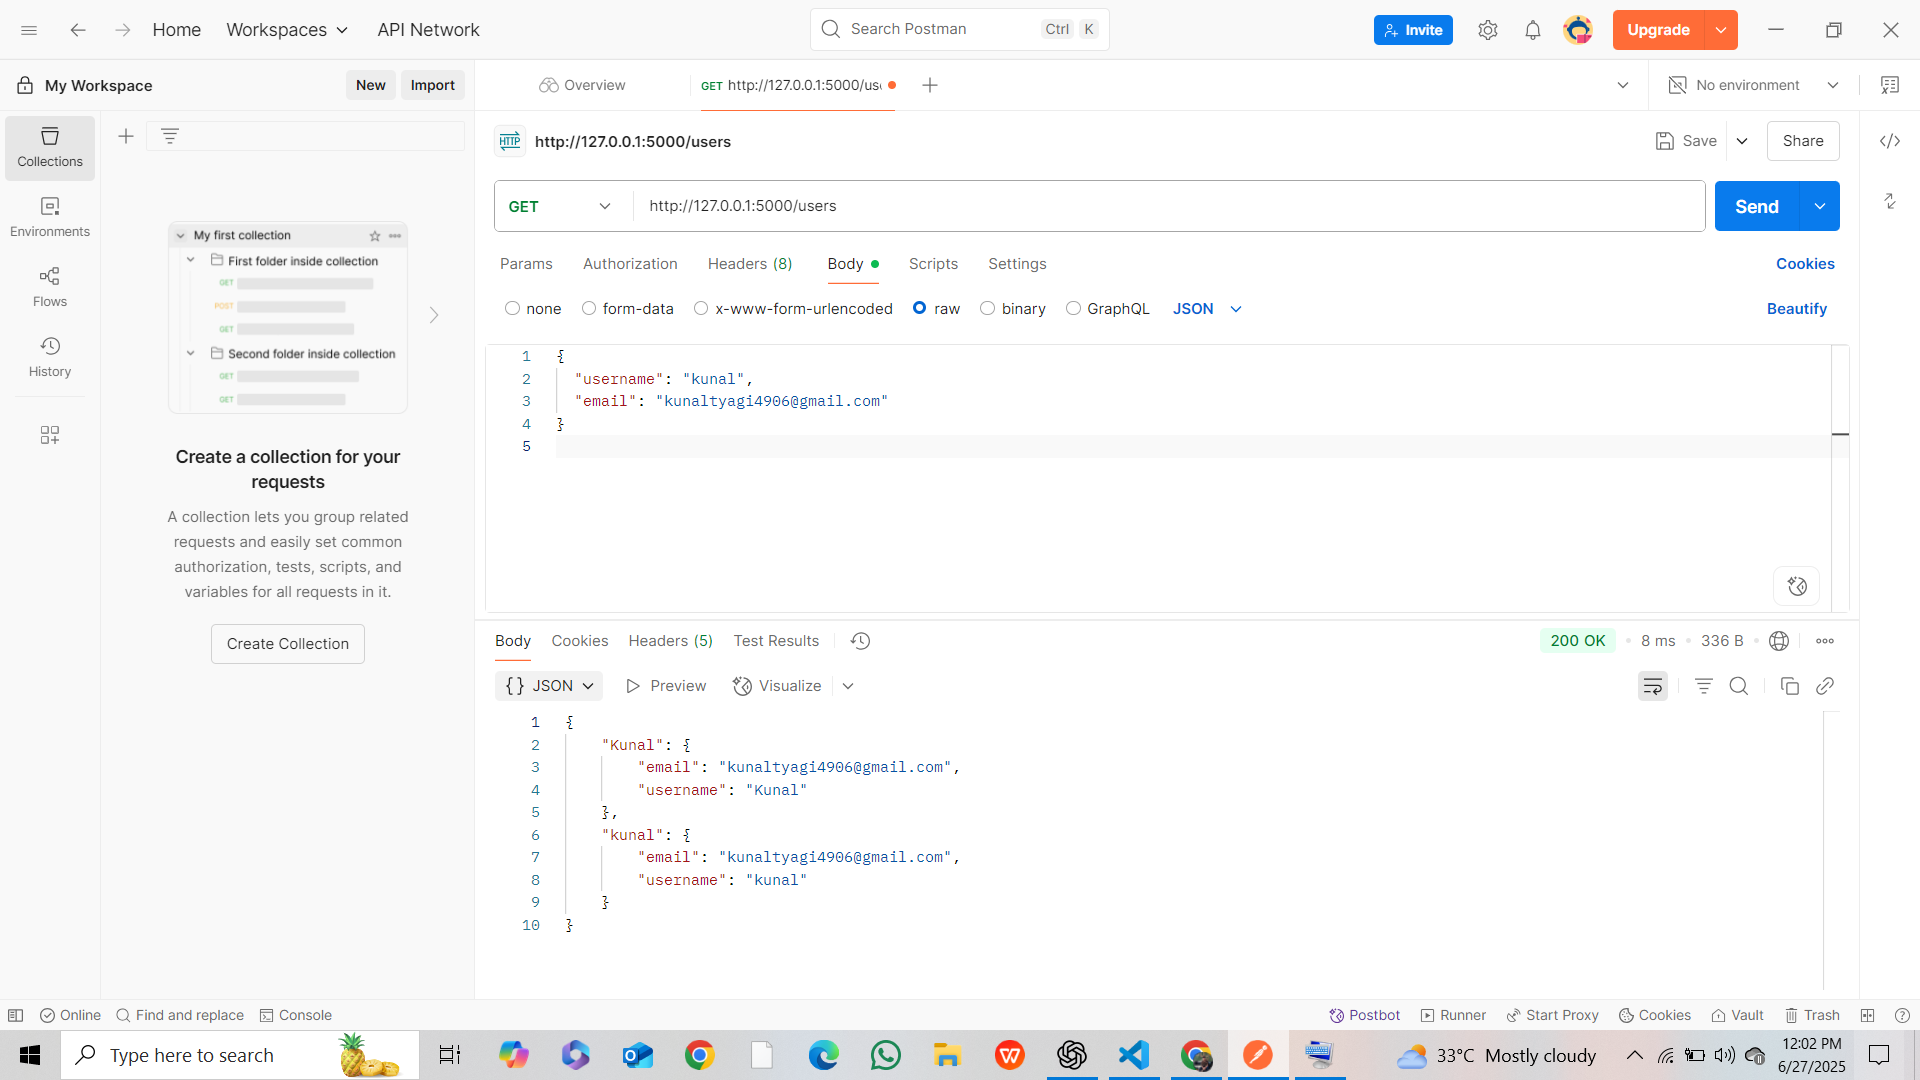 Home
Workspaces
API Network
Search Postman
Ctrl
K
Invite
Upgrade
My Workspace
New
Import
Overview
GET http://127.0.0.1:5000/us
No environment
Collections
Environments
Flows
History
My first collection
First folder inside collection
GET
POST
GET
Second folder inside collection
GET
GET
Create a collection for your
requests
A collection lets you group related
requests and easily set common
authorization, tests, scripts, and
variables for all requests in it.
Create Collection
HTTP
http://127.0.0.1:5000/users
Save
Share
GET
http://127.0.0.1:5000/users
Send
Params
Authorization
Headers (8)
Body
Scripts
Settings
Cookies
none
form-data
x-www-form-urlencoded
raw
binary
GraphQL
JSON
Beautify
1 {
2 "username": "kunal",
3 "email": "kunaltyagi4906@gmail.com"
4 }
5
Body
Cookies
Headers (5)
Test Results
200 OK
8 ms
336 B
{} JSON
Preview
Visualize
1 {
2 "Kunal": {
3 "email": "kunaltyagi4906@gmail.com",
4 "username": "Kunal"
5 },
6 "kunal": {
7 "email": "kunaltyagi4906@gmail.com",
8 "username": "kunal"
9 }
10 }
Online
Find and replace
Console
Postbot
Runner
Start Proxy
Cookies
Vault
Trash
Type here to search
33°C Mostly cloudy
12:02 PM
6/27/2025